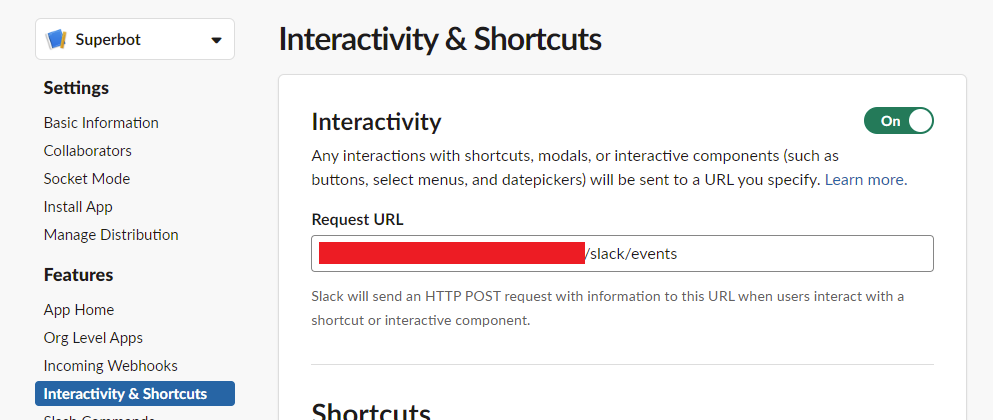 Superbot
Interactivity & Shortcuts
Settings
Basic Information
Collaborators
Socket Mode
Install App
Manage Distribution
Features
App Home
Org Level Apps
Incoming Webhooks
Interactivity & Shortcuts
Slash Commands
Interactivity
On
Any interactions with shortcuts, modals, or interactive components (such as
buttons, select menus, and datepickers) will be sent to a URL you specify. Learn more.
Request URL
/slack/events
Slack will send an HTTP POST request with information to this URL when users interact with a
shortcut or interactive component.
Shortcuts